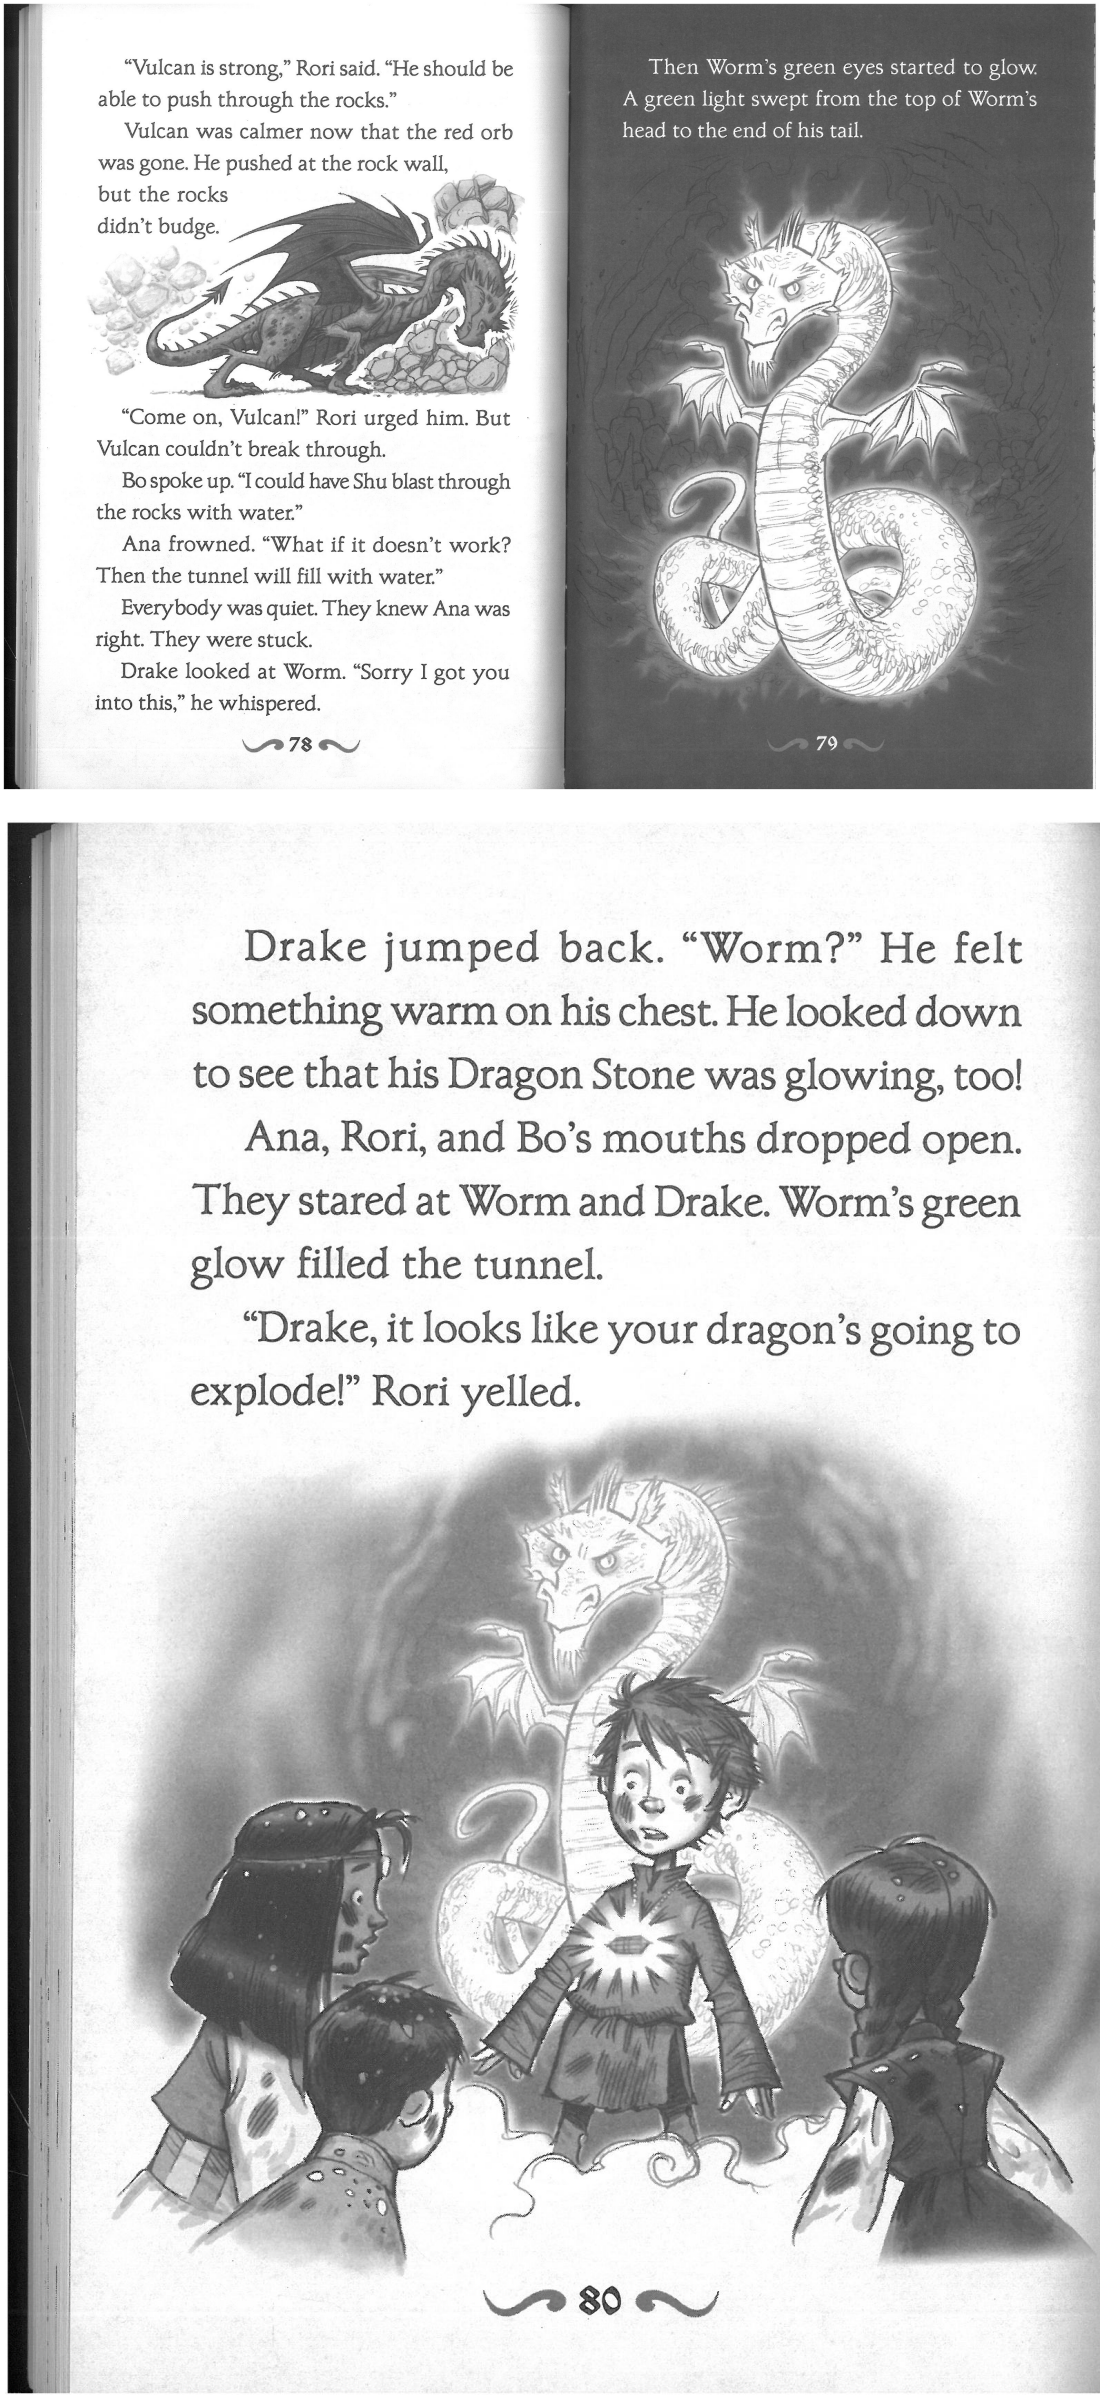 “Vulcan is strong,” Rori said. “He should be
able to push through the rocks.”
Vulcan was calmer now that the red orb
was gone. He pushed at the rock wall,
but the rocks
didn’t budge.
“Come on, Vulcan!” Rori urged him. But
Vulcan couldn’t break through.
Bo spoke up. “I could have Shu blast through
the rocks with water.”
Ana frowned. “What if it doesn’t work?
Then the tunnel will fill with water.”
Everybody was quiet. They knew Ana was
right. They were stuck.
Drake looked at Worm. “Sorry I got you
into this,” he whispered.
78
Then Worm’s green eyes started to glow.
A green light swept from the top of Worm’s
head to the end of his tail.
79
Drake jumped back. “Worm?” He felt
something warm on his chest. He looked down
to see that his Dragon Stone was glowing, too!
Ana, Rori, and Bo’s mouths dropped open.
They stared at Worm and Drake. Worm’s green
glow filled the tunnel.
“Drake, it looks like your dragon’s going to
explode!” Rori yelled.
80